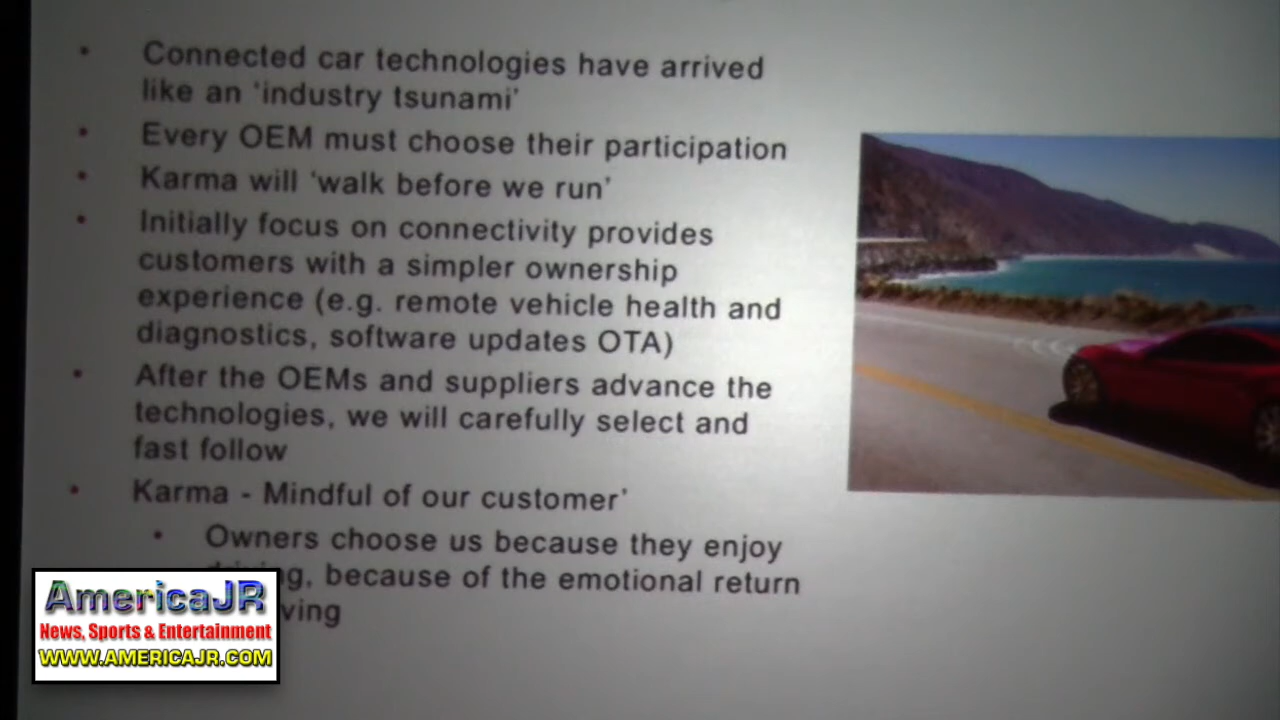 • Connected car technologies have arrived
like an 'industry tsunami'
• Every OEM must choose their participation
• Karma will 'walk before we run'
• Initially focus on connectivity provides
customers with a simpler ownership
experience (e.g. remote vehicle health and
diagnostics, software updates OTA)
• After the OEMs and suppliers advance the
technologies, we will carefully select and
fast follow
• Karma - Mindful of our customer'
• Owners choose us because they enjoy
because of the emotional return
AmericaJR
News, Sports & Entertainment
WWW.AMERICAJR.COM